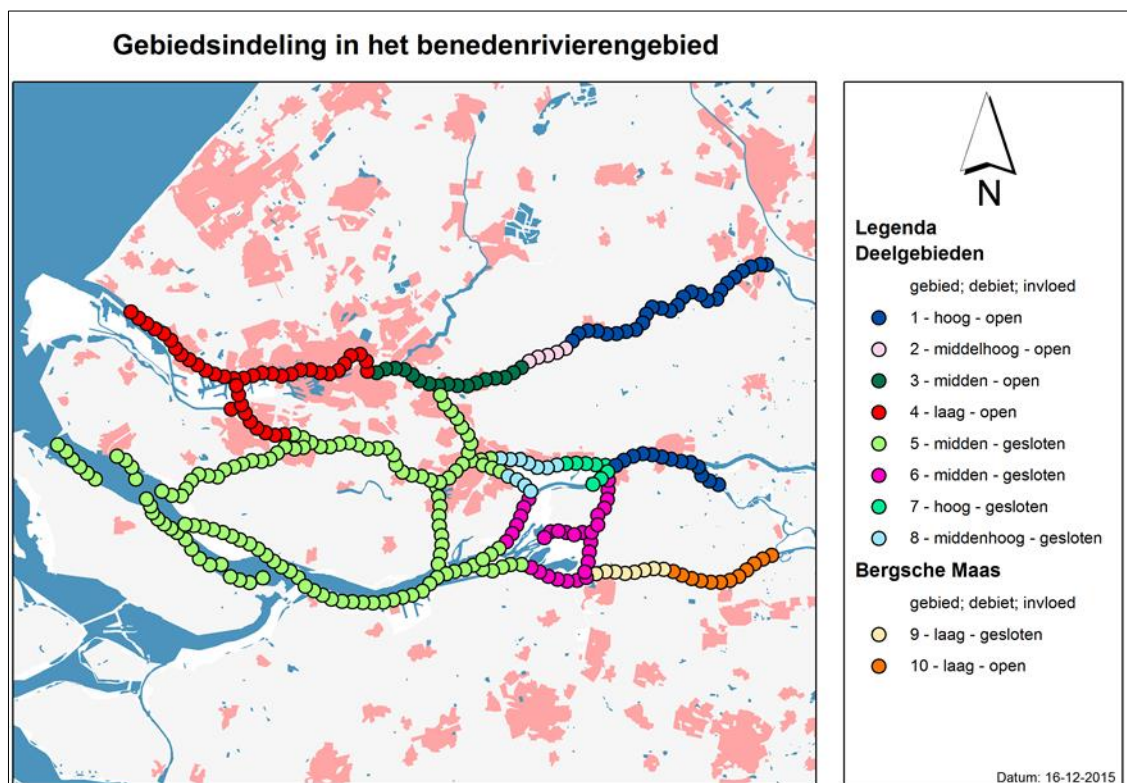 Gebiedsindeling in het benedenrivierengebied
N
Legenda
Deelgebieden
gebied; debiet; invloed
1 - hoog - open
2 - middelhoog - open
3 - midden - open
4 - laag - open
5 - midden - gesloten
6 - midden - gesloten
7 - hoog - gesloten
8 - middenhoog - gesloten
Bergsche Maas
gebied; debiet; invloed
9 - laag - gesloten
10 - laag - open
Datum: 16-12-2015